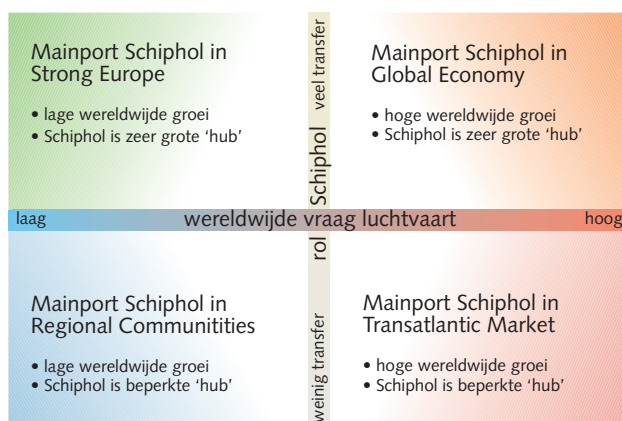 Mainport Schiphol in
Strong Europe
• lage wereldwijde groei
• Schiphol is zeer grote ‘hub’
Mainport Schiphol in
Global Economy
• hoge wereldwijde groei
• Schiphol is zeer grote ‘hub’
rol Schiphol
veel transfer
weinig transfer
laag
wereldwijde vraag luchtvaart
hoog
Mainport Schiphol in
Regional Communitities
• lage wereldwijde groei
• Schiphol is beperkte ‘hub’
Mainport Schiphol in
Transatlantic Market
• hoge wereldwijde groei
• Schiphol is beperkte ‘hub’